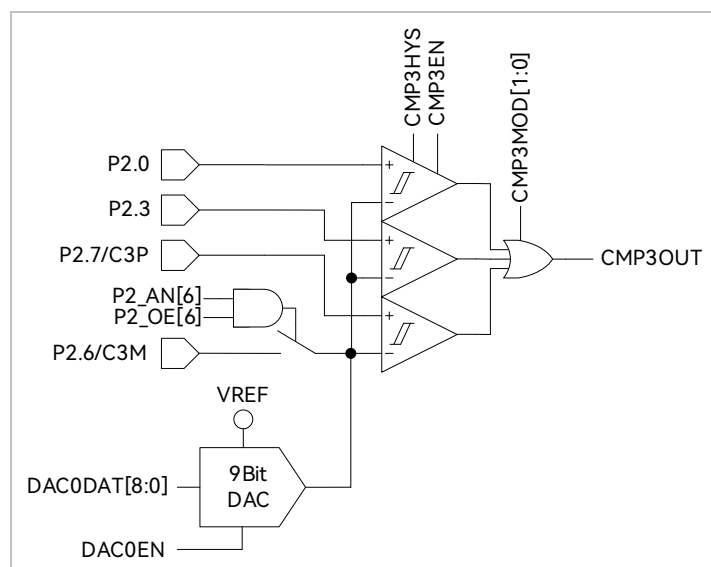 CMP3HYS
CMP3EN
CMP3MOD[1:0]
P2.0
P2.3
P2.7/C3P
P2_AN[6]
P2_OE[6]
P2.6/C3M
+
−
+
−
+
−
CMP3OUT
VREF
9Bit
DAC
DAC0DAT[8:0]
DAC0EN